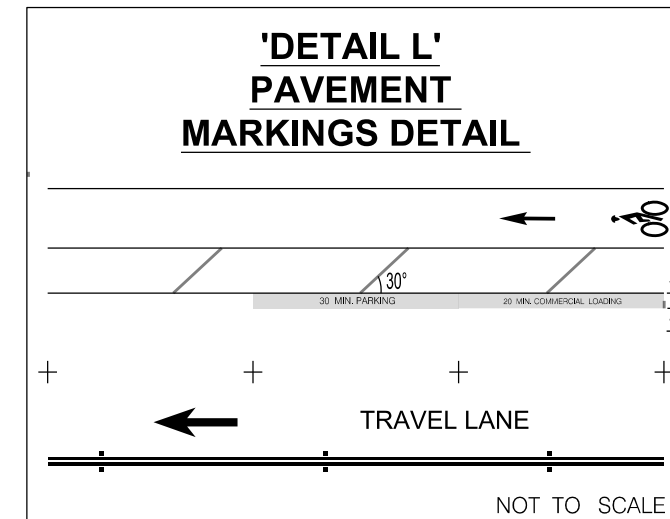 'DETAIL L'
PAVEMENT
MARKINGS DETAIL
30°
30 MIN. PARKING
20 MIN. COMMERCIAL LOADING
TRAVEL LANE
NOT TO SCALE